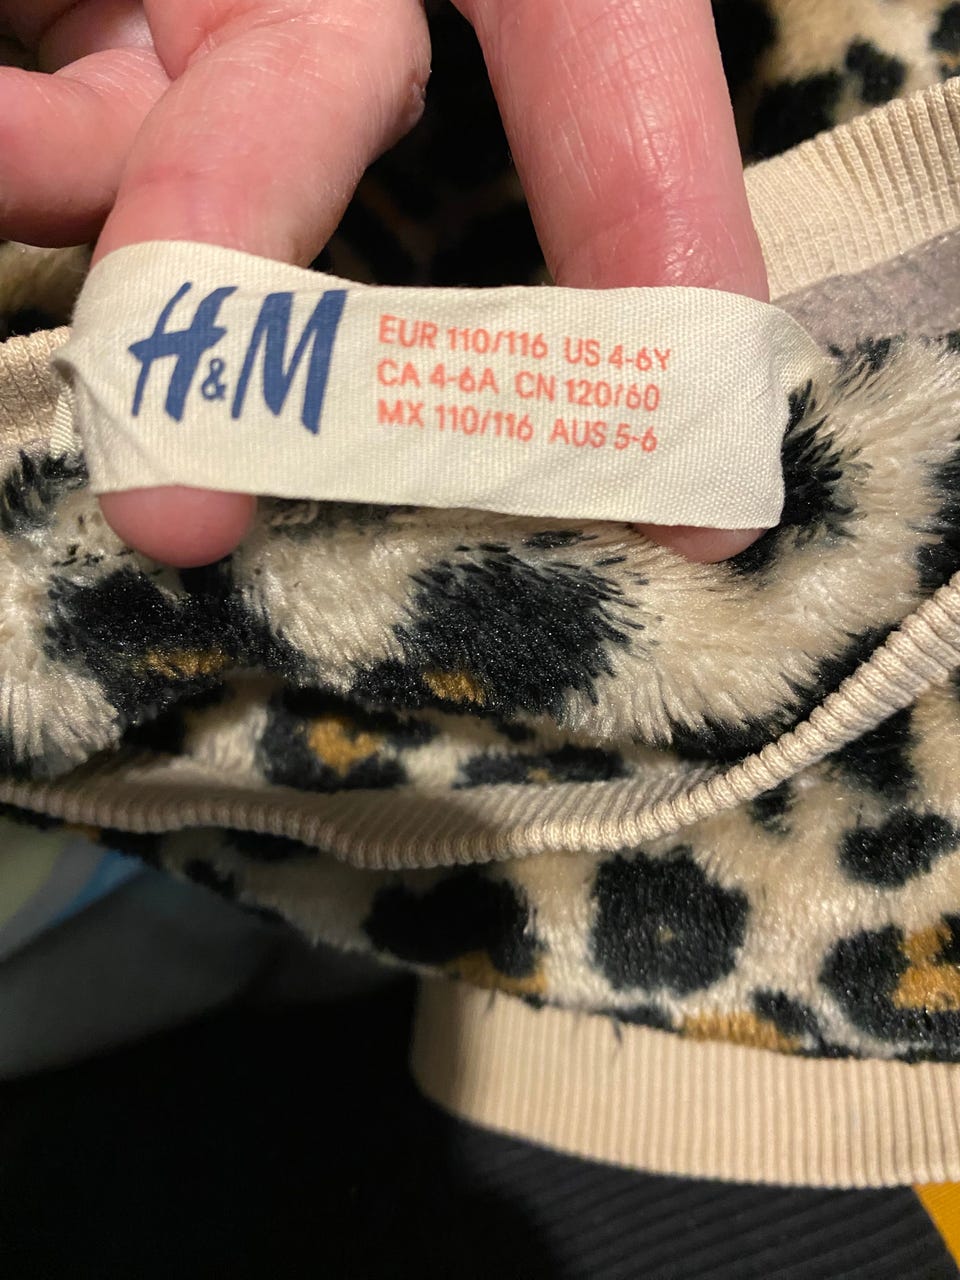 H&M
EUR 110/116 US 4-6Y
CA 4-6A CN 120/60
MX 110/116 AUS 5-6